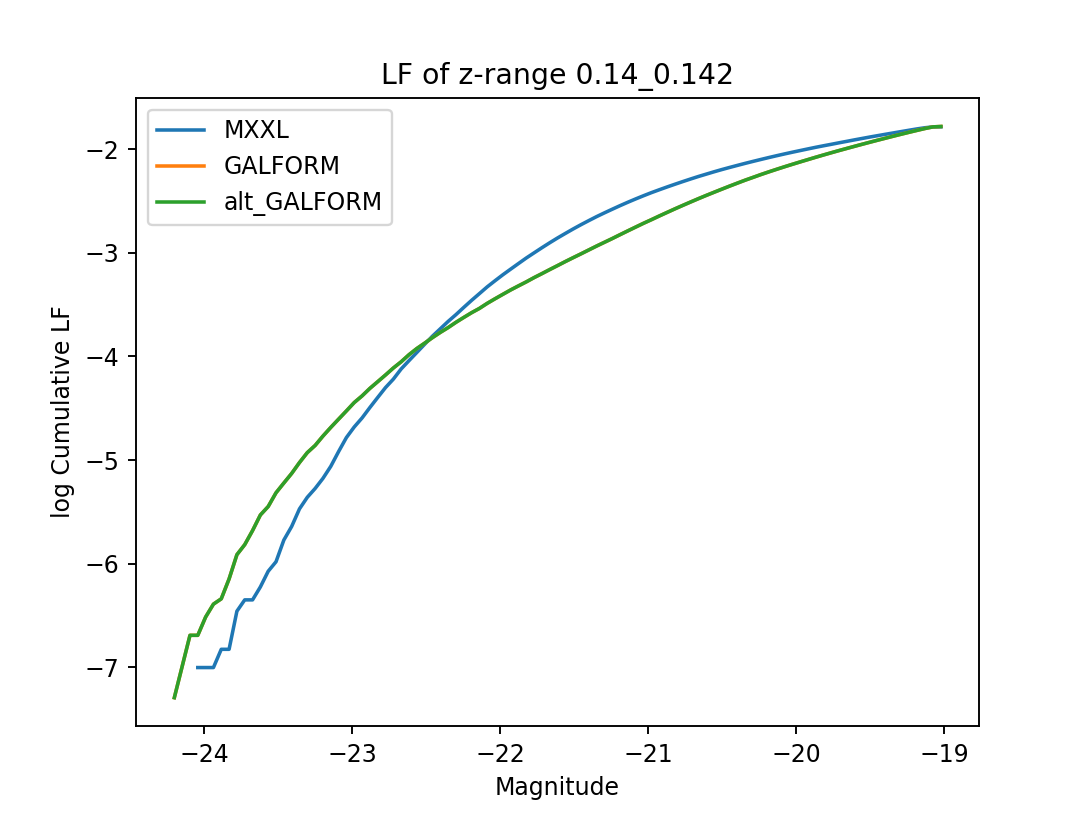 LF of z-range 0.14_0.142
MXXL
GALFORM
alt_GALFORM
log Cumulative LF
−2
−3
−4
−5
−6
−7
−24
−23
−22
−21
−20
−19
Magnitude